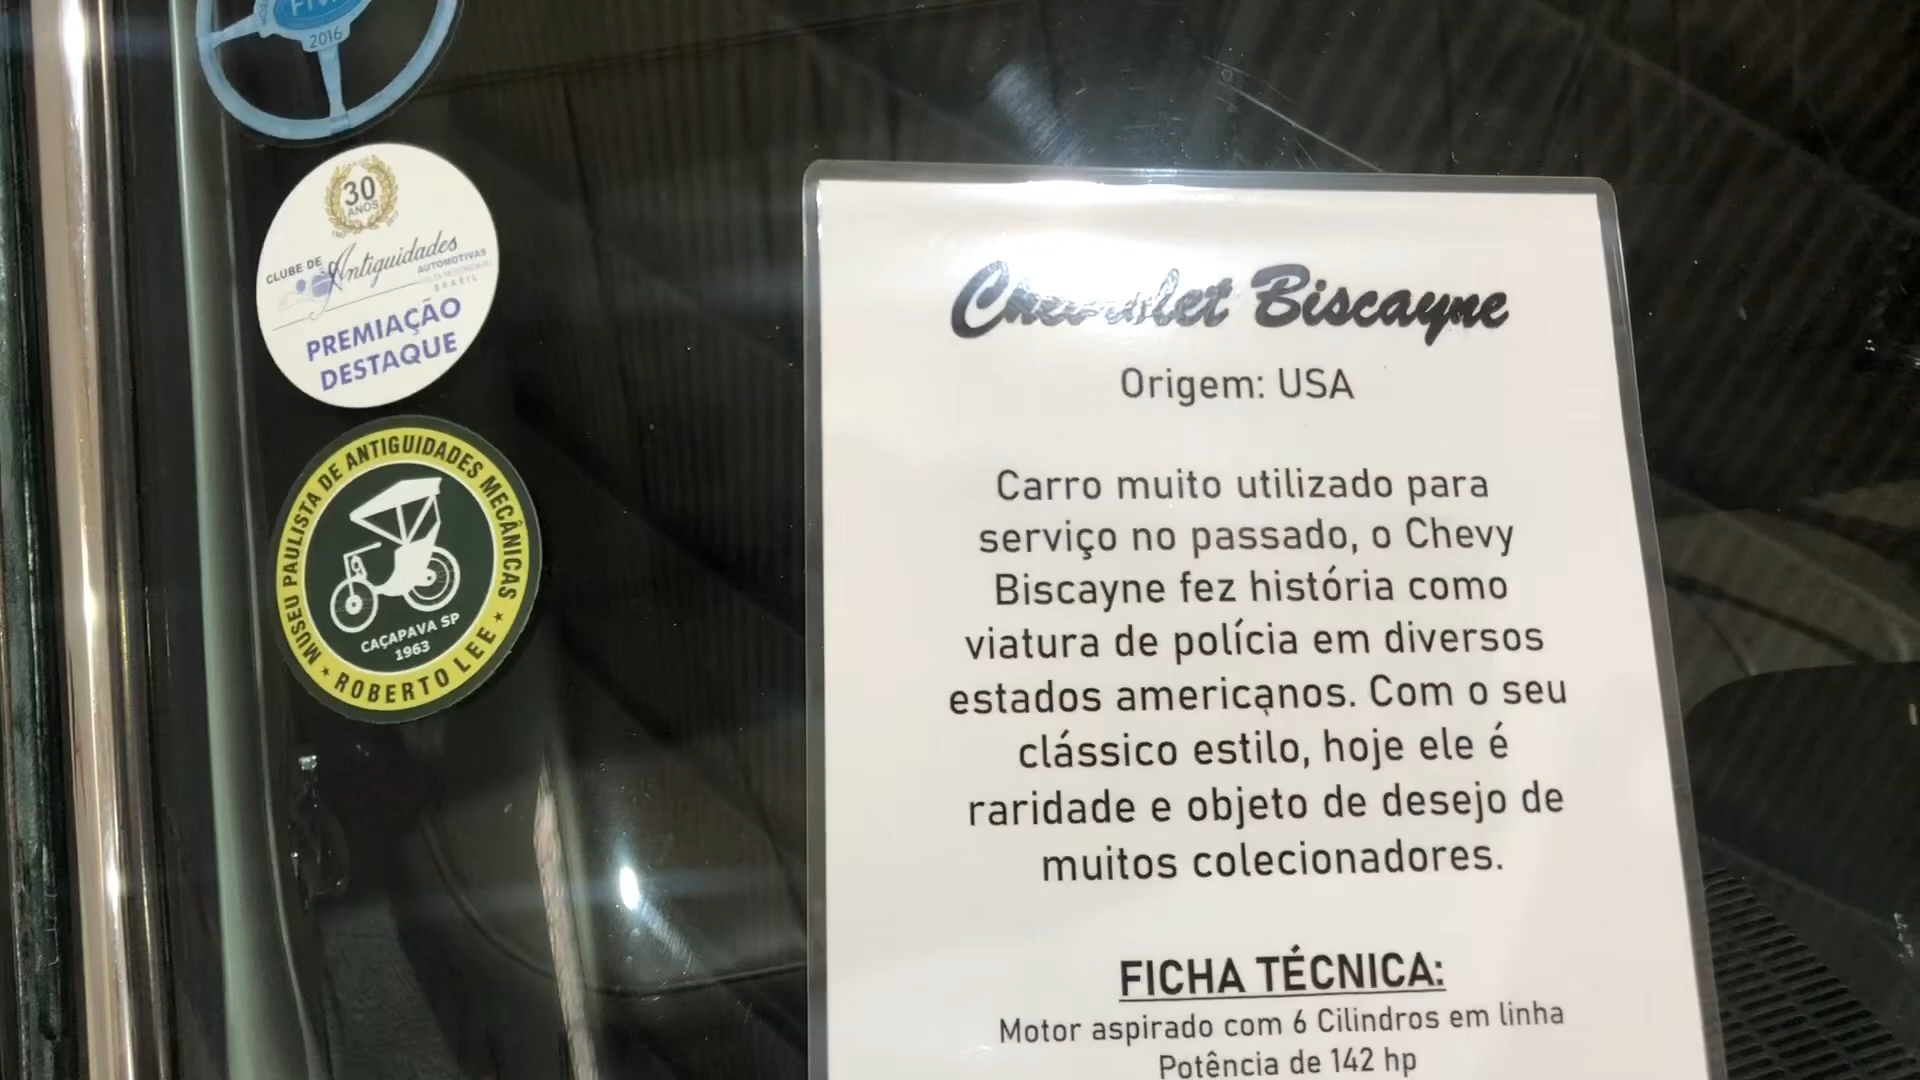 2016
30
ANOS
CLUBE DE
Antiguidades
AUTOMOTIVAS
BRASIL
PREMIAÇÃO
DESTAQUE
MUSEU PAULISTA DE ANTIGUIDADES MECÂNICAS
CAÇAPAVA SP
1963
ROBERTO LEE
Chevrolet Biscayne
Origem: USA
Carro muito utilizado para
serviço no passado, o Chevy
Biscayne fez história como
viatura de polícia em diversos
estados americanos. Com o seu
clássico estilo, hoje ele é
raridade e objeto de desejo de
muitos colecionadores.
FICHA TÉCNICA:
Motor aspirado com 6 Cilindros em linha
Potência de 142 hp